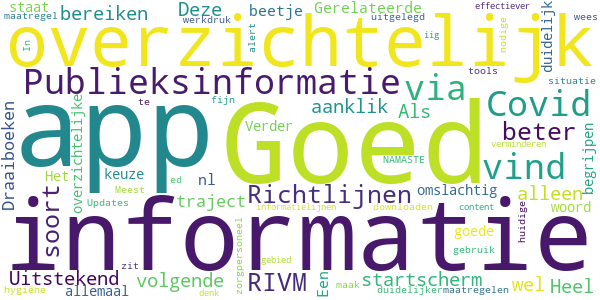 staat bereiken Deze beetje Gerelateerde effectiever
maatregel werkdruk uitgelegd wees
In overzichtelijk alert iig nodige duidelijk
Publieksinformatie via tools situatie
app Goed aanklik Als Covid
Draaiboeken overzichtelijke te fijn Verder beter begrijpen
Het keuze NAMASTE vind verminderen
soort Meest ed nl Richtlijnen omslachtig alleen
Updates traject informatielijnen downloaden content goede woord
informatie
Uitstekend zit volgende RIVM Een startscherm wel Heel
hygiëne allemaal zorgpersoneel gebied gebruik huidige
denk maak duidelijker maatregelen